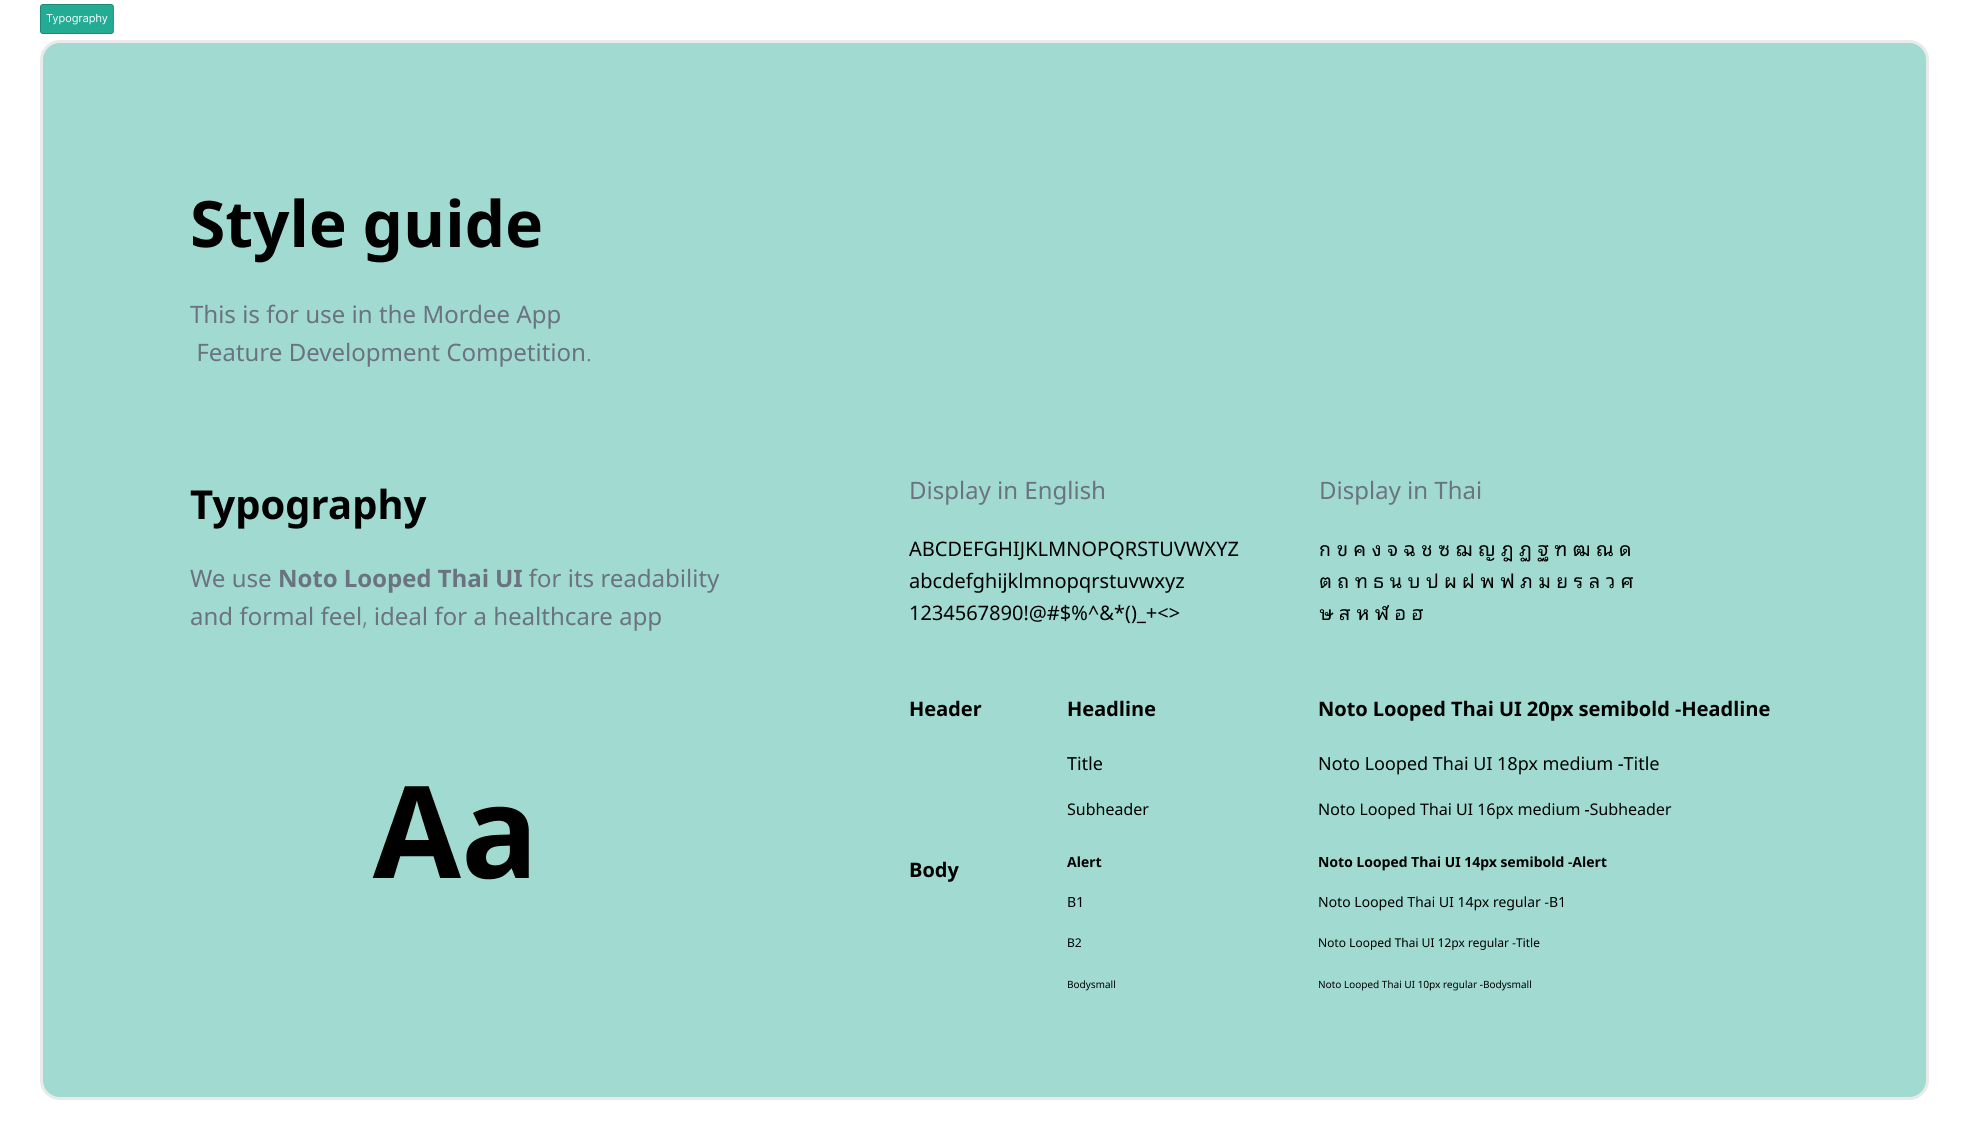 Typography
Style guide
This is for use in the Mordee App
Feature Development Competition.
Typography
We use Noto Looped Thai UI for its readability
and formal feel, ideal for a healthcare app
Aa
Display in English
ABCDEFGHIJKLMNOPQRSTUVWXYZ
abcdefghijklmnopqrstuvwxyz
1234567890!@#$%^&*()_+<>
Display in Thai
ก ข ค ง จ ฉ ช ซ ฌ ญ ฎ ฏ ฐ ฑ ฒ ณ ด
ต ถ ท ธ น บ ป ผ ฝ พ ฟ ภ ม ย ร ล ว ศ
ษ ส ห ฬ อ ฮ
Header
Headline
Noto Looped Thai UI 20px semibold -Headline
Title
Noto Looped Thai UI 18px medium -Title
Subheader
Noto Looped Thai UI 16px medium -Subheader
Body
Alert
Noto Looped Thai UI 14px semibold -Alert
B1
Noto Looped Thai UI 14px regular -B1
B2
Noto Looped Thai UI 12px regular -Title
Bodysmall
Noto Looped Thai UI 10px regular -Bodysmall